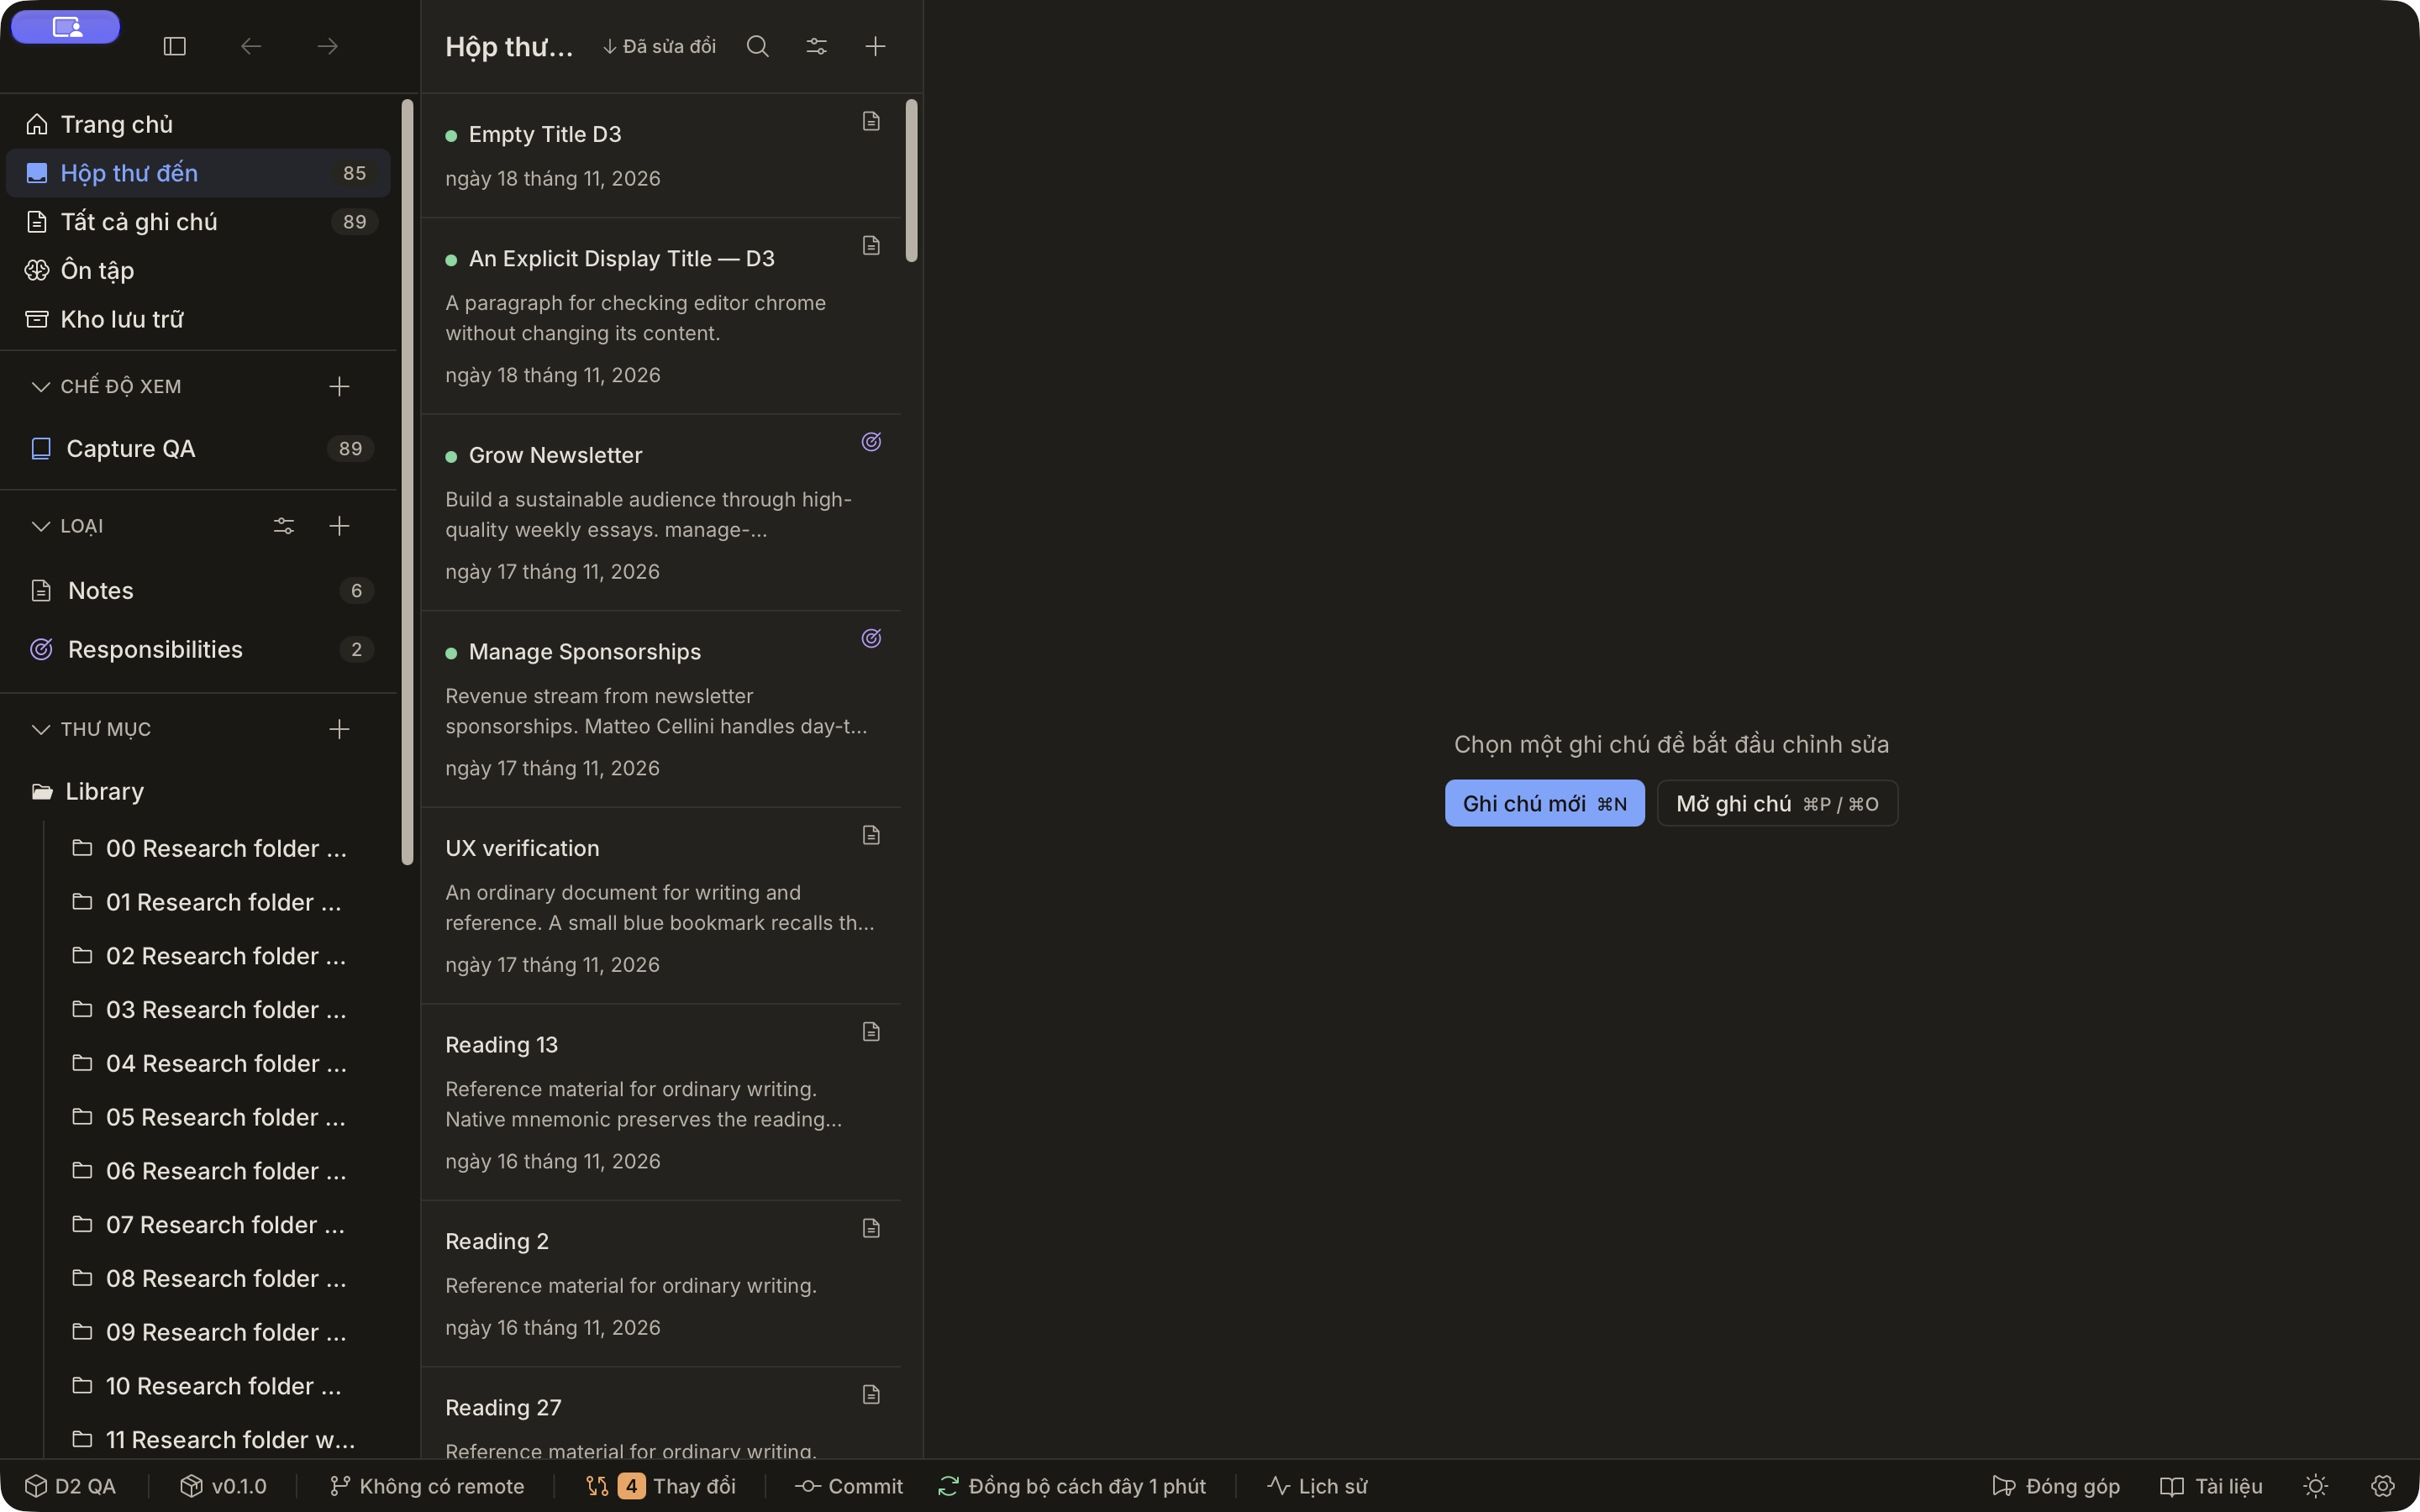 Trang chủ
Hộp thư đến 85
Tất cả ghi chú 89
Ôn tập
Kho lưu trữ
CHẾ ĐỘ XEM
Capture QA 89
LOẠI
Notes 6
Responsibilities 2
THƯ MỤC
Library
00 Research folder ...
01 Research folder ...
02 Research folder ...
03 Research folder ...
04 Research folder ...
05 Research folder ...
06 Research folder ...
07 Research folder ...
08 Research folder ...
09 Research folder ...
10 Research folder ...
11 Research folder w...
Hộp thư... ↓ Đã sửa đổi
Empty Title D3
ngày 18 tháng 11, 2026
An Explicit Display Title — D3
A paragraph for checking editor chrome
without changing its content.
ngày 18 tháng 11, 2026
Grow Newsletter
Build a sustainable audience through high-
quality weekly essays. manage-...
ngày 17 tháng 11, 2026
Manage Sponsorships
Revenue stream from newsletter
sponsorships. Matteo Cellini handles day-t...
ngày 17 tháng 11, 2026
UX verification
An ordinary document for writing and
reference. A small blue bookmark recalls th...
ngày 17 tháng 11, 2026
Reading 13
Reference material for ordinary writing.
Native mnemonic preserves the reading...
ngày 16 tháng 11, 2026
Reading 2
Reference material for ordinary writing.
ngày 16 tháng 11, 2026
Reading 27
Reference material for ordinary writing.
Chọn một ghi chú để bắt đầu chỉnh sửa
Ghi chú mới ⌘N Mở ghi chú ⌘P / ⌘O
D2 QA v0.1.0 Không có remote 4 Thay đổi Commit Đồng bộ cách đây 1 phút Lịch sử Đóng góp Tài liệu